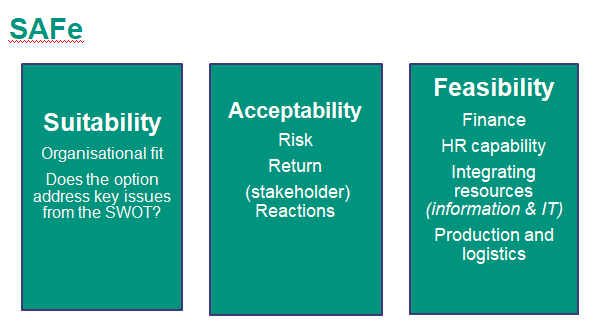 SAFe
Suitability
Organisational fit
Does the option
address key issues
from the SWOT?
Acceptability
Risk
Return
(stakeholder)
Reactions
Feasibility
Finance
HR capability
Integrating
resources
(information & IT)
Production and
logistics